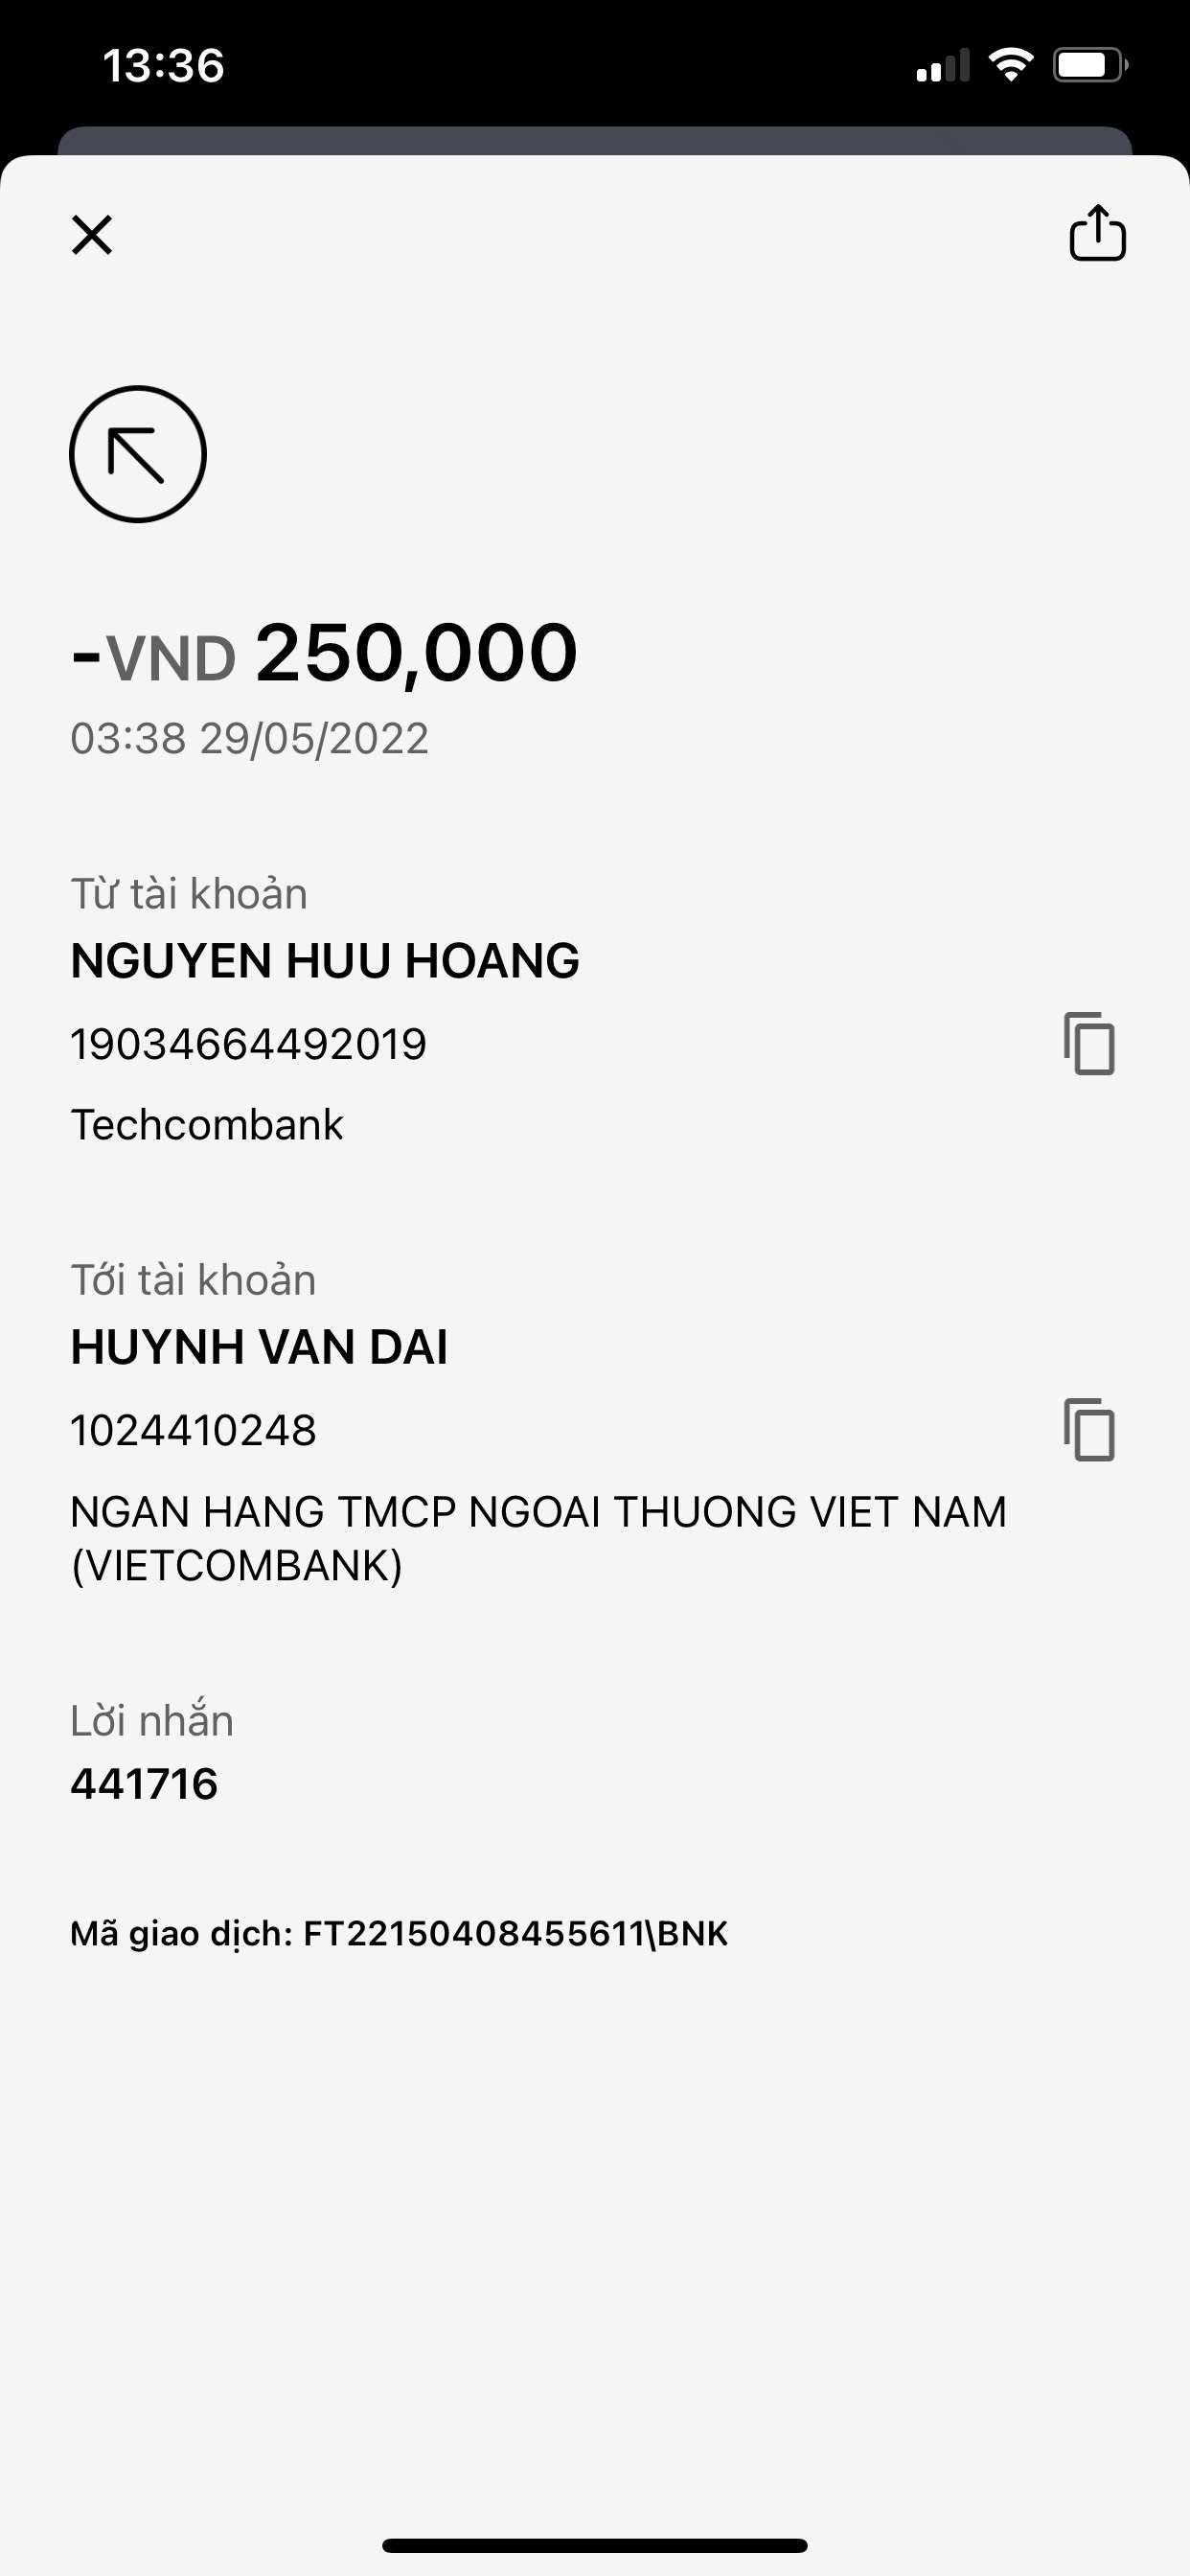 13:36
-VND 250,000
03:38 29/05/2022
Từ tài khoản
NGUYEN HUU HOANG
19034664492019
Techcombank
Tới tài khoản
HUYNH VAN DAI
1024410248
NGAN HANG TMCP NGOAI THUONG VIET NAM
(VIETCOMBANK)
Lời nhắn
441716
Mã giao dịch: FT22150408455611\BNK